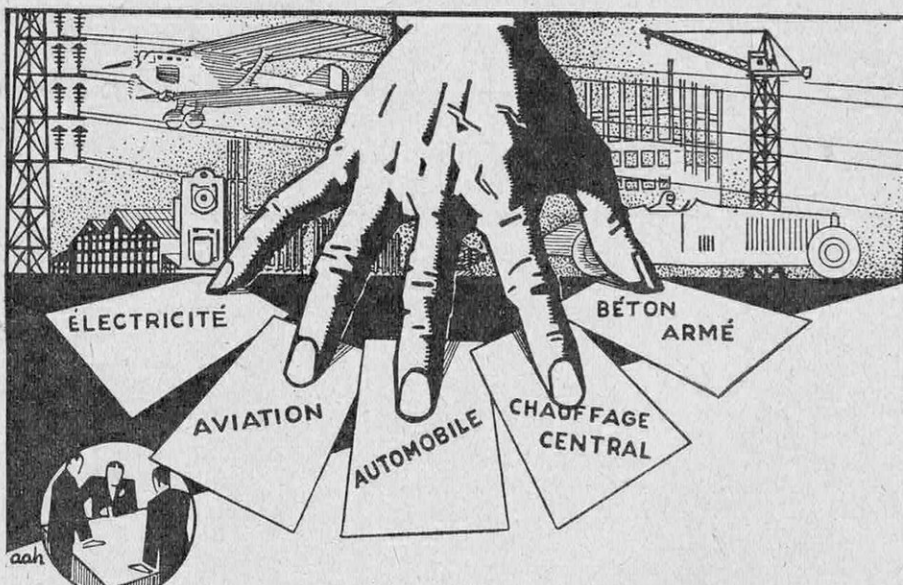 ÉLECTRICITÉ
AVIATION
AUTOMOBILE
CHAUFFAGE
CENTRAL
BÉTON
ARMÉ
aah